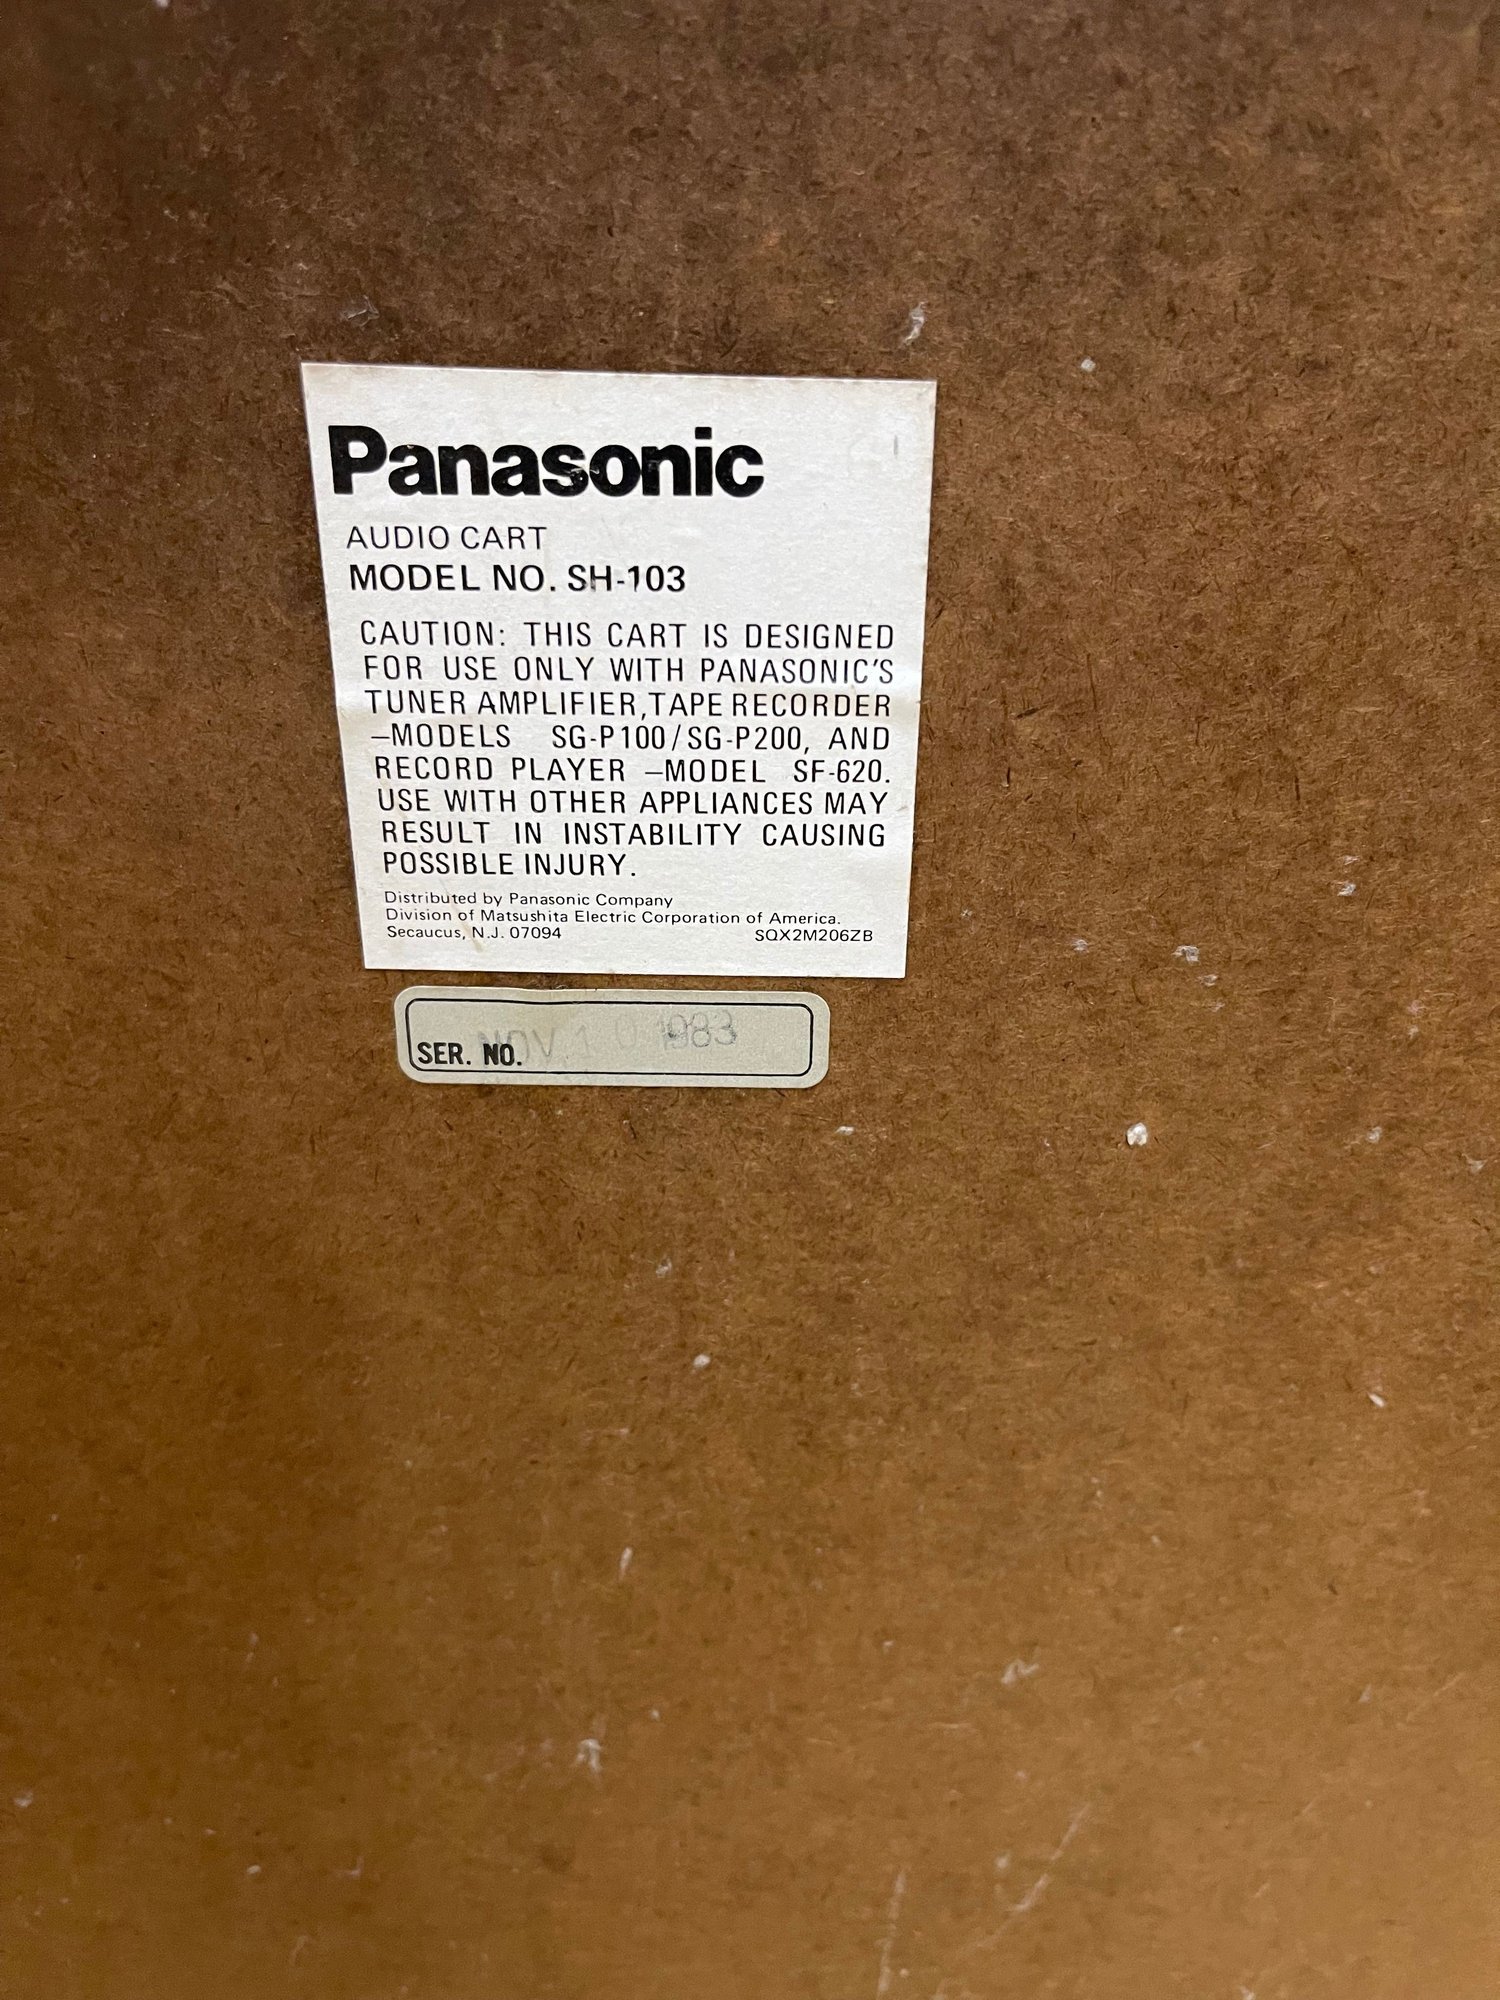 Panasonic
AUDIO CART
MODEL NO. SH-103
CAUTION: THIS CART IS DESIGNED
FOR USE ONLY WITH PANASONIC'S
TUNER AMPLIFIER, TAPE RECORDER
—MODELS SG-P100/SG-P200, AND
RECORD PLAYER —MODEL SF-620.
USE WITH OTHER APPLIANCES MAY
RESULT IN INSTABILITY CAUSING
POSSIBLE INJURY.
Distributed by Panasonic Company
Division of Matsushita Electric Corporation of America.
Secaucus, N.J. 07094 SQX2M206ZB
SER. NO. NOV. 10 1983